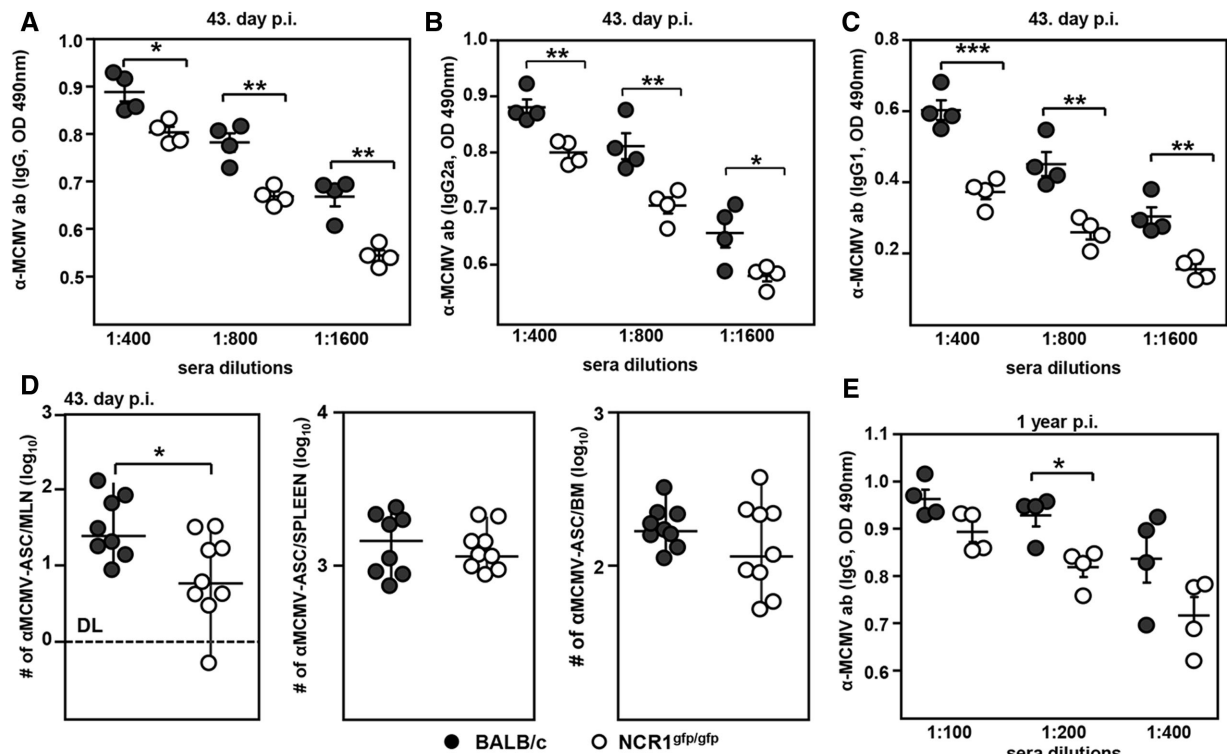 A
43. day p.i.
α-MCMV ab (IgG, OD 490nm)
1.0
0.9
0.8
0.7
0.6
0.5
*
**
**
1:400 1:800 1:1600
sera dilutions
B
43. day p.i.
α-MCMV ab (IgG2a, OD 490nm)
1.0
0.8
0.7
0.6
**
**
*
1:400 1:800 1:1600
sera dilutions
C
43. day p.i.
α-MCMV ab (IgG1, OD 490nm)
0.8
0.6
0.4
0.2
***
**
**
1:400 1:800 1:1600
sera dilutions
D
43. day p.i.
# of αMCMV-ASC/MLN (log10)
3
2
1
0
*
DL
# of αMCMV-ASC/SPLEEN (log10)
4
3
# of αMCMV-ASC/BM (log10)
3
2
E
1 year p.i.
α-MCMV ab (IgG, OD 490nm)
1.1
1.0
0.9
0.8
0.7
0.6
*
1:100 1:200 1:400
sera dilutions
BALB/c NCR1gfp/gfp